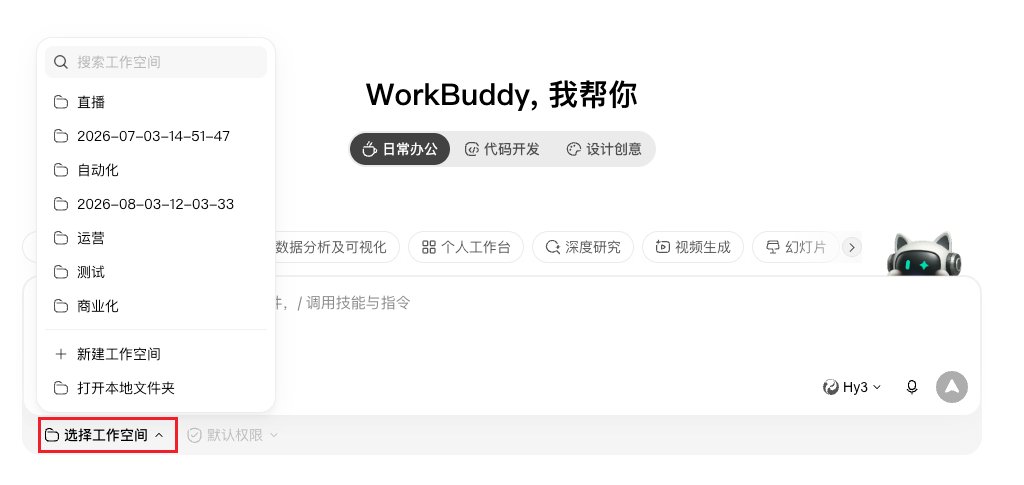 搜索工作空间
直播
2026-07-03-14-51-47
自动化
2026-08-03-12-03-33
运营
测试
商业化
新建工作空间
打开本地文件夹
WorkBuddy, 我帮你
日常办公 代码开发 设计创意
数据分析及可视化 个人工作台 深度研究 视频生成 幻灯片
，/ 调用技能与指令
Hy3
选择工作空间 默认权限